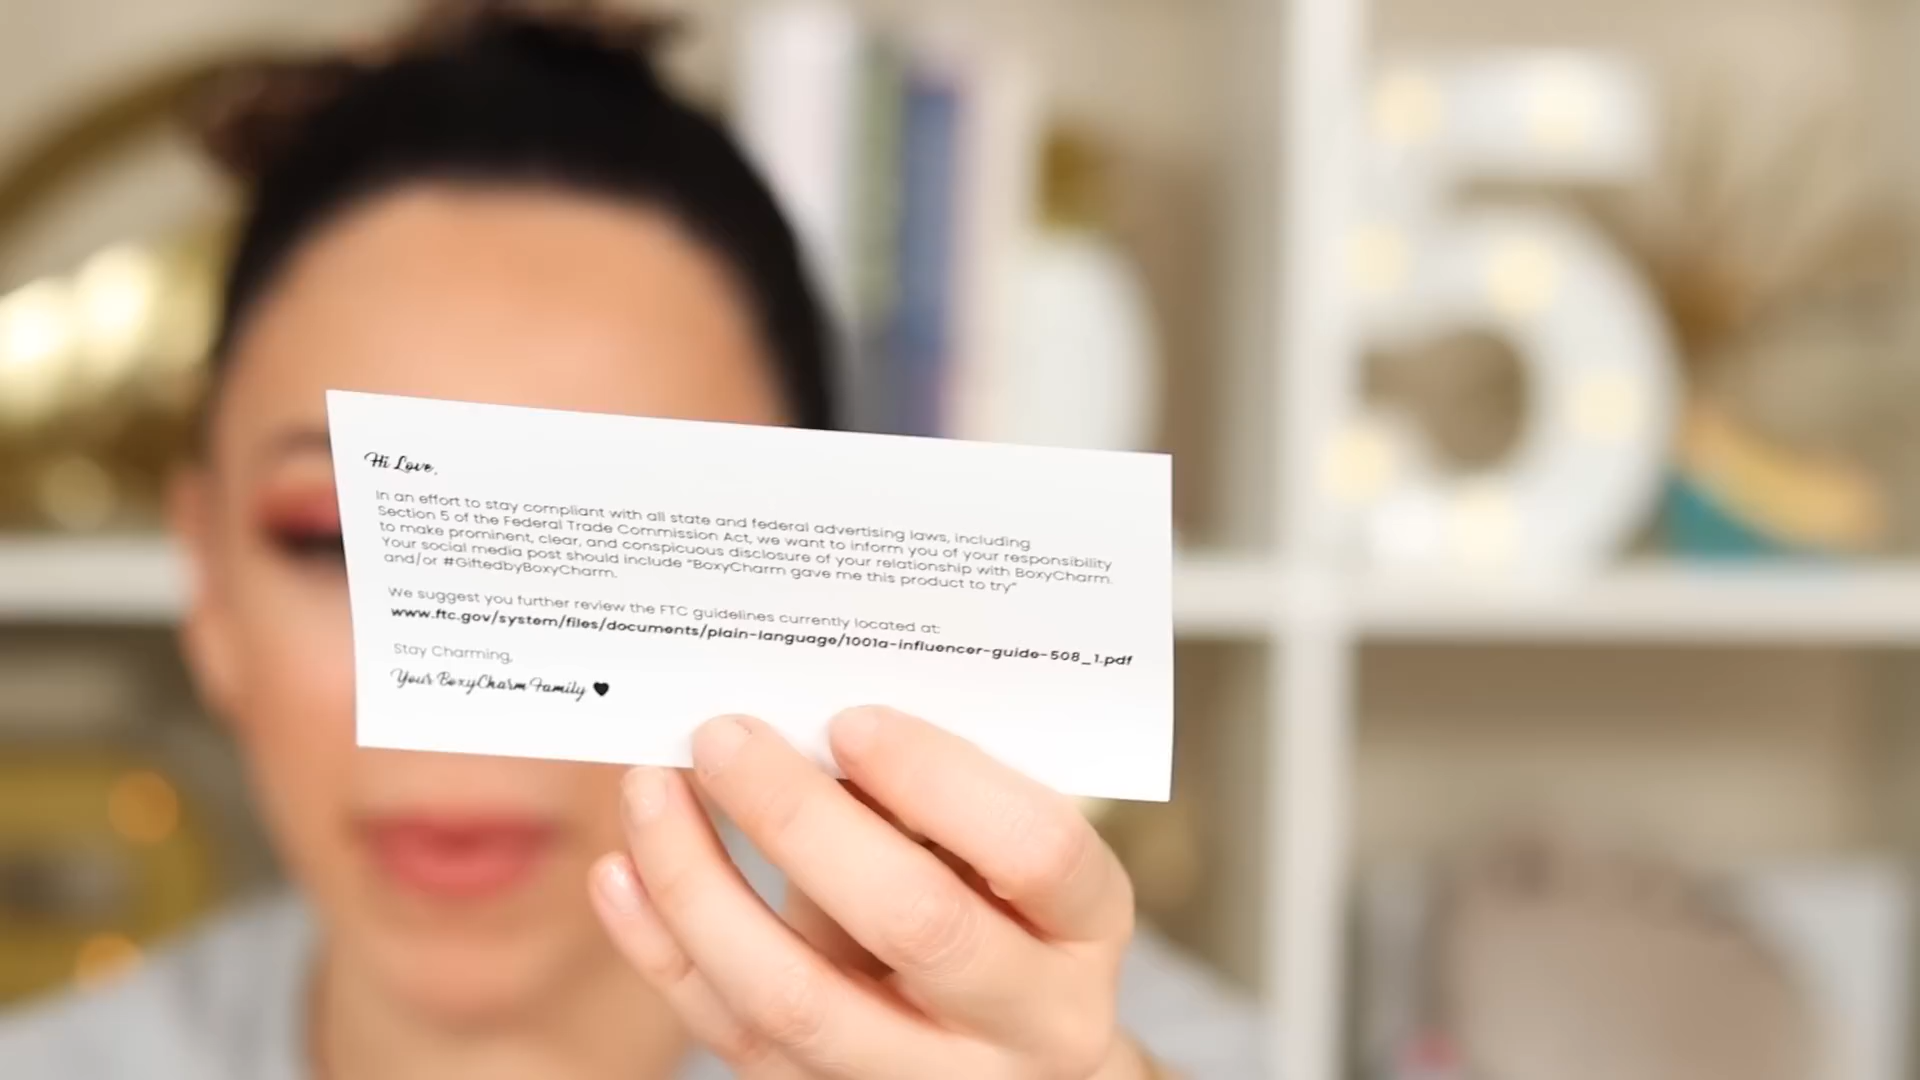 Hi Love,
In an effort to stay compliant with all state and federal advertising laws, including
Section 5 of the Federal Trade Commission Act, we want to inform you of your responsibility
to make prominent, clear, and conspicuous disclosure of your relationship with BoxyCharm.
Your social media post should include "BoxyCharm gave me this product to try"
and/or #GiftedbyBoxyCharm.
We suggest you further review the FTC guidelines currently located at:
www.ftc.gov/system/files/documents/plain-language/1001a-influencer-guide-508_1.pdf
Stay Charming,
Your BoxyCharm Family ♥
5